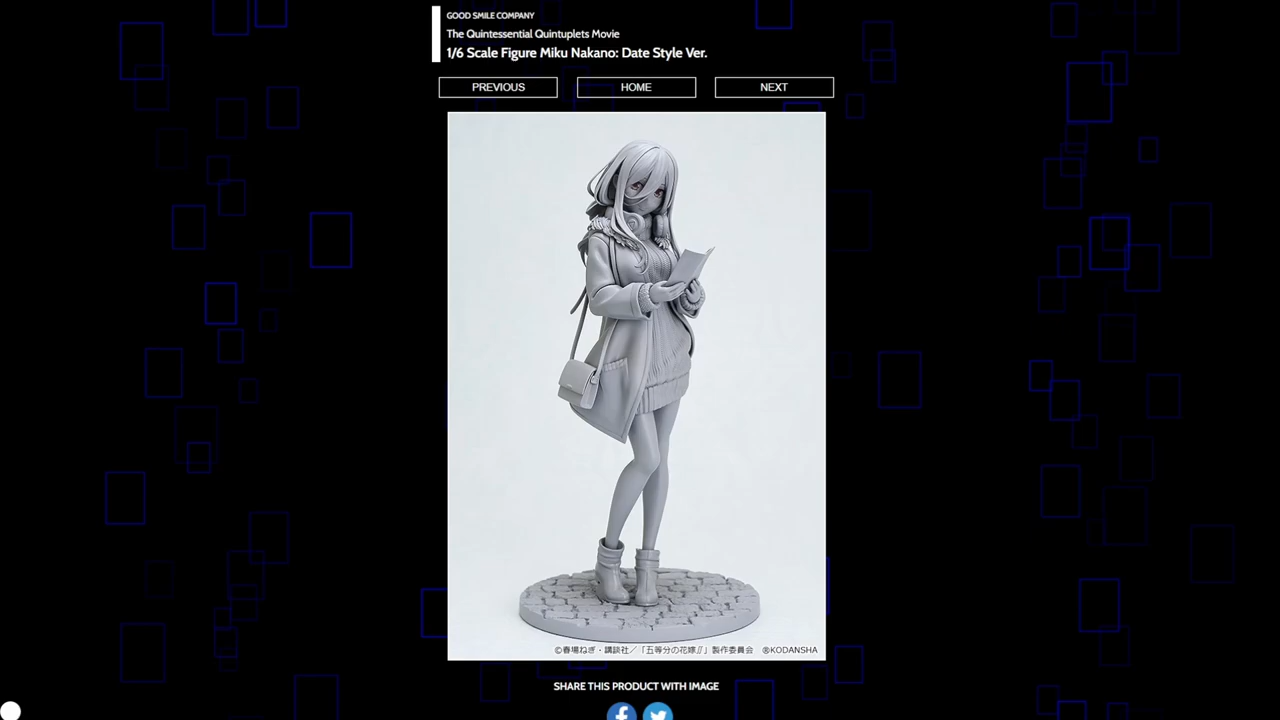 GOOD SMILE COMPANY
The Quintessential Quintuplets Movie
1/6 Scale Figure Miku Nakano: Date Style Ver.
PREVIOUS HOME NEXT
©春場ねぎ・講談社／「五等分の花嫁∬」製作委員会 ®KODANSHA
SHARE THIS PRODUCT WITH IMAGE